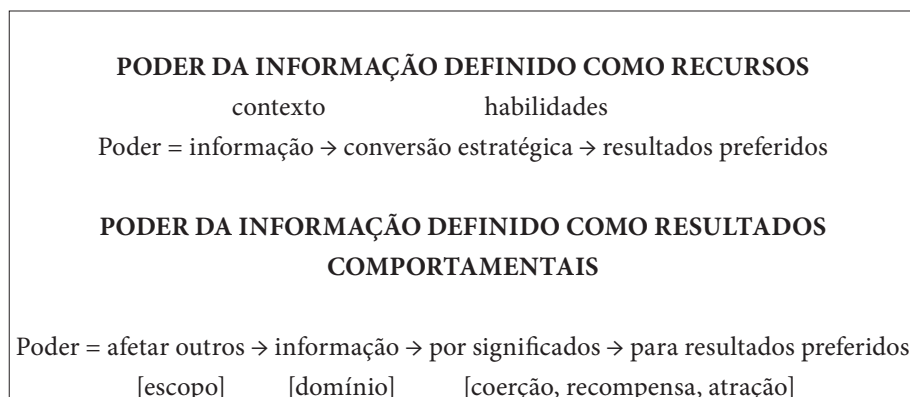 PODER DA INFORMAÇÃO DEFINIDO COMO RECURSOS
contexto habilidades
Poder = informação → conversão estratégica → resultados preferidos
PODER DA INFORMAÇÃO DEFINIDO COMO RESULTADOS
COMPORTAMENTAIS
Poder = afetar outros → informação → por significados → para resultados preferidos
[escopo] [domínio] [coerção, recompensa, atração]